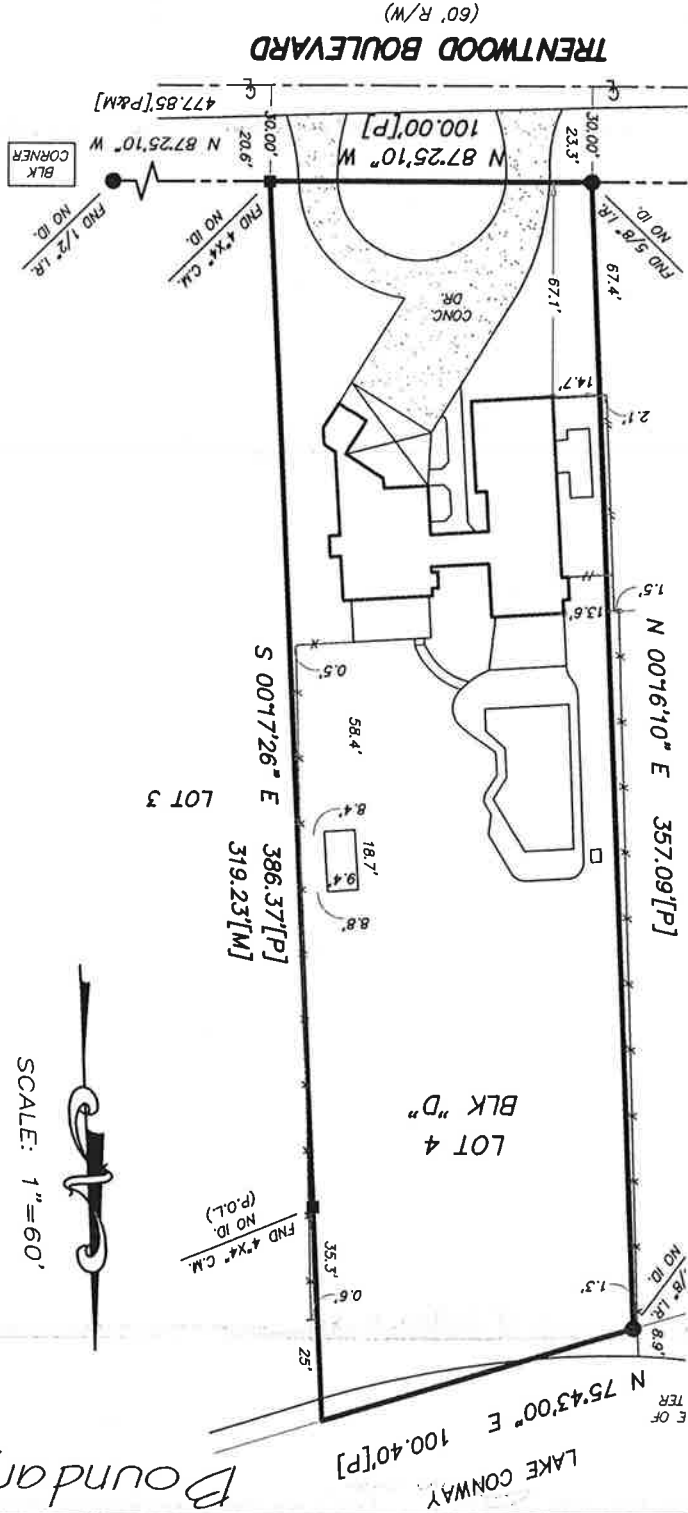 Boundar
LAKE CONWAY
N 75°43'00" E 100.40'[P]
E OF
TER
8.9'
/8" I.R.
NO ID.
1.3'
25'
0.6'
35.3'
FND 4"X4" C.M.
NO ID.
(P.O.L.)
SCALE: 1"=60'
LOT 4
BLK "D"
N 00°16'10" E 357.09'[P]
S 00°17'26" E 386.37'[P]
319.23'[M]
LOT 3
8.8'
9.4'
18.7'
8.4'
58.4'
0.5'
13.6'
1.5'
2.1'
14.7'
67.4'
67.1'
CONC.
DR.
FND 5/8" I.R.
NO ID.
FND 4"X4" C.M.
NO ID.
FND 1/2" I.R.
NO ID.
BLK
CORNER
N 87°25'10" W
100.00'[P]
N 87°25'10" W
477.85'[P&M]
23.3'
30.00'
20.6'
30.00'
℄
℄
TRENTWOOD BOULEVARD
(60' R/W)